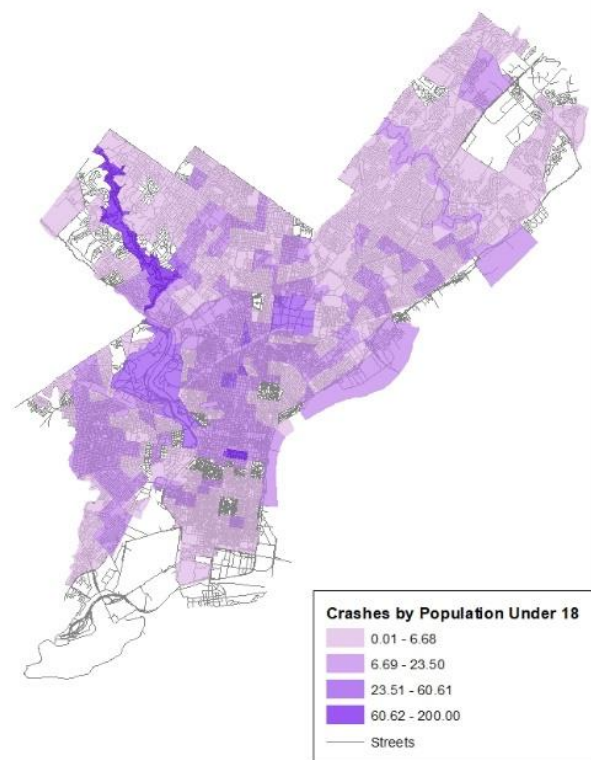 Crashes by Population Under 18
0.01 - 6.68
6.69 - 23.50
23.51 - 60.61
60.62 - 200.00
Streets